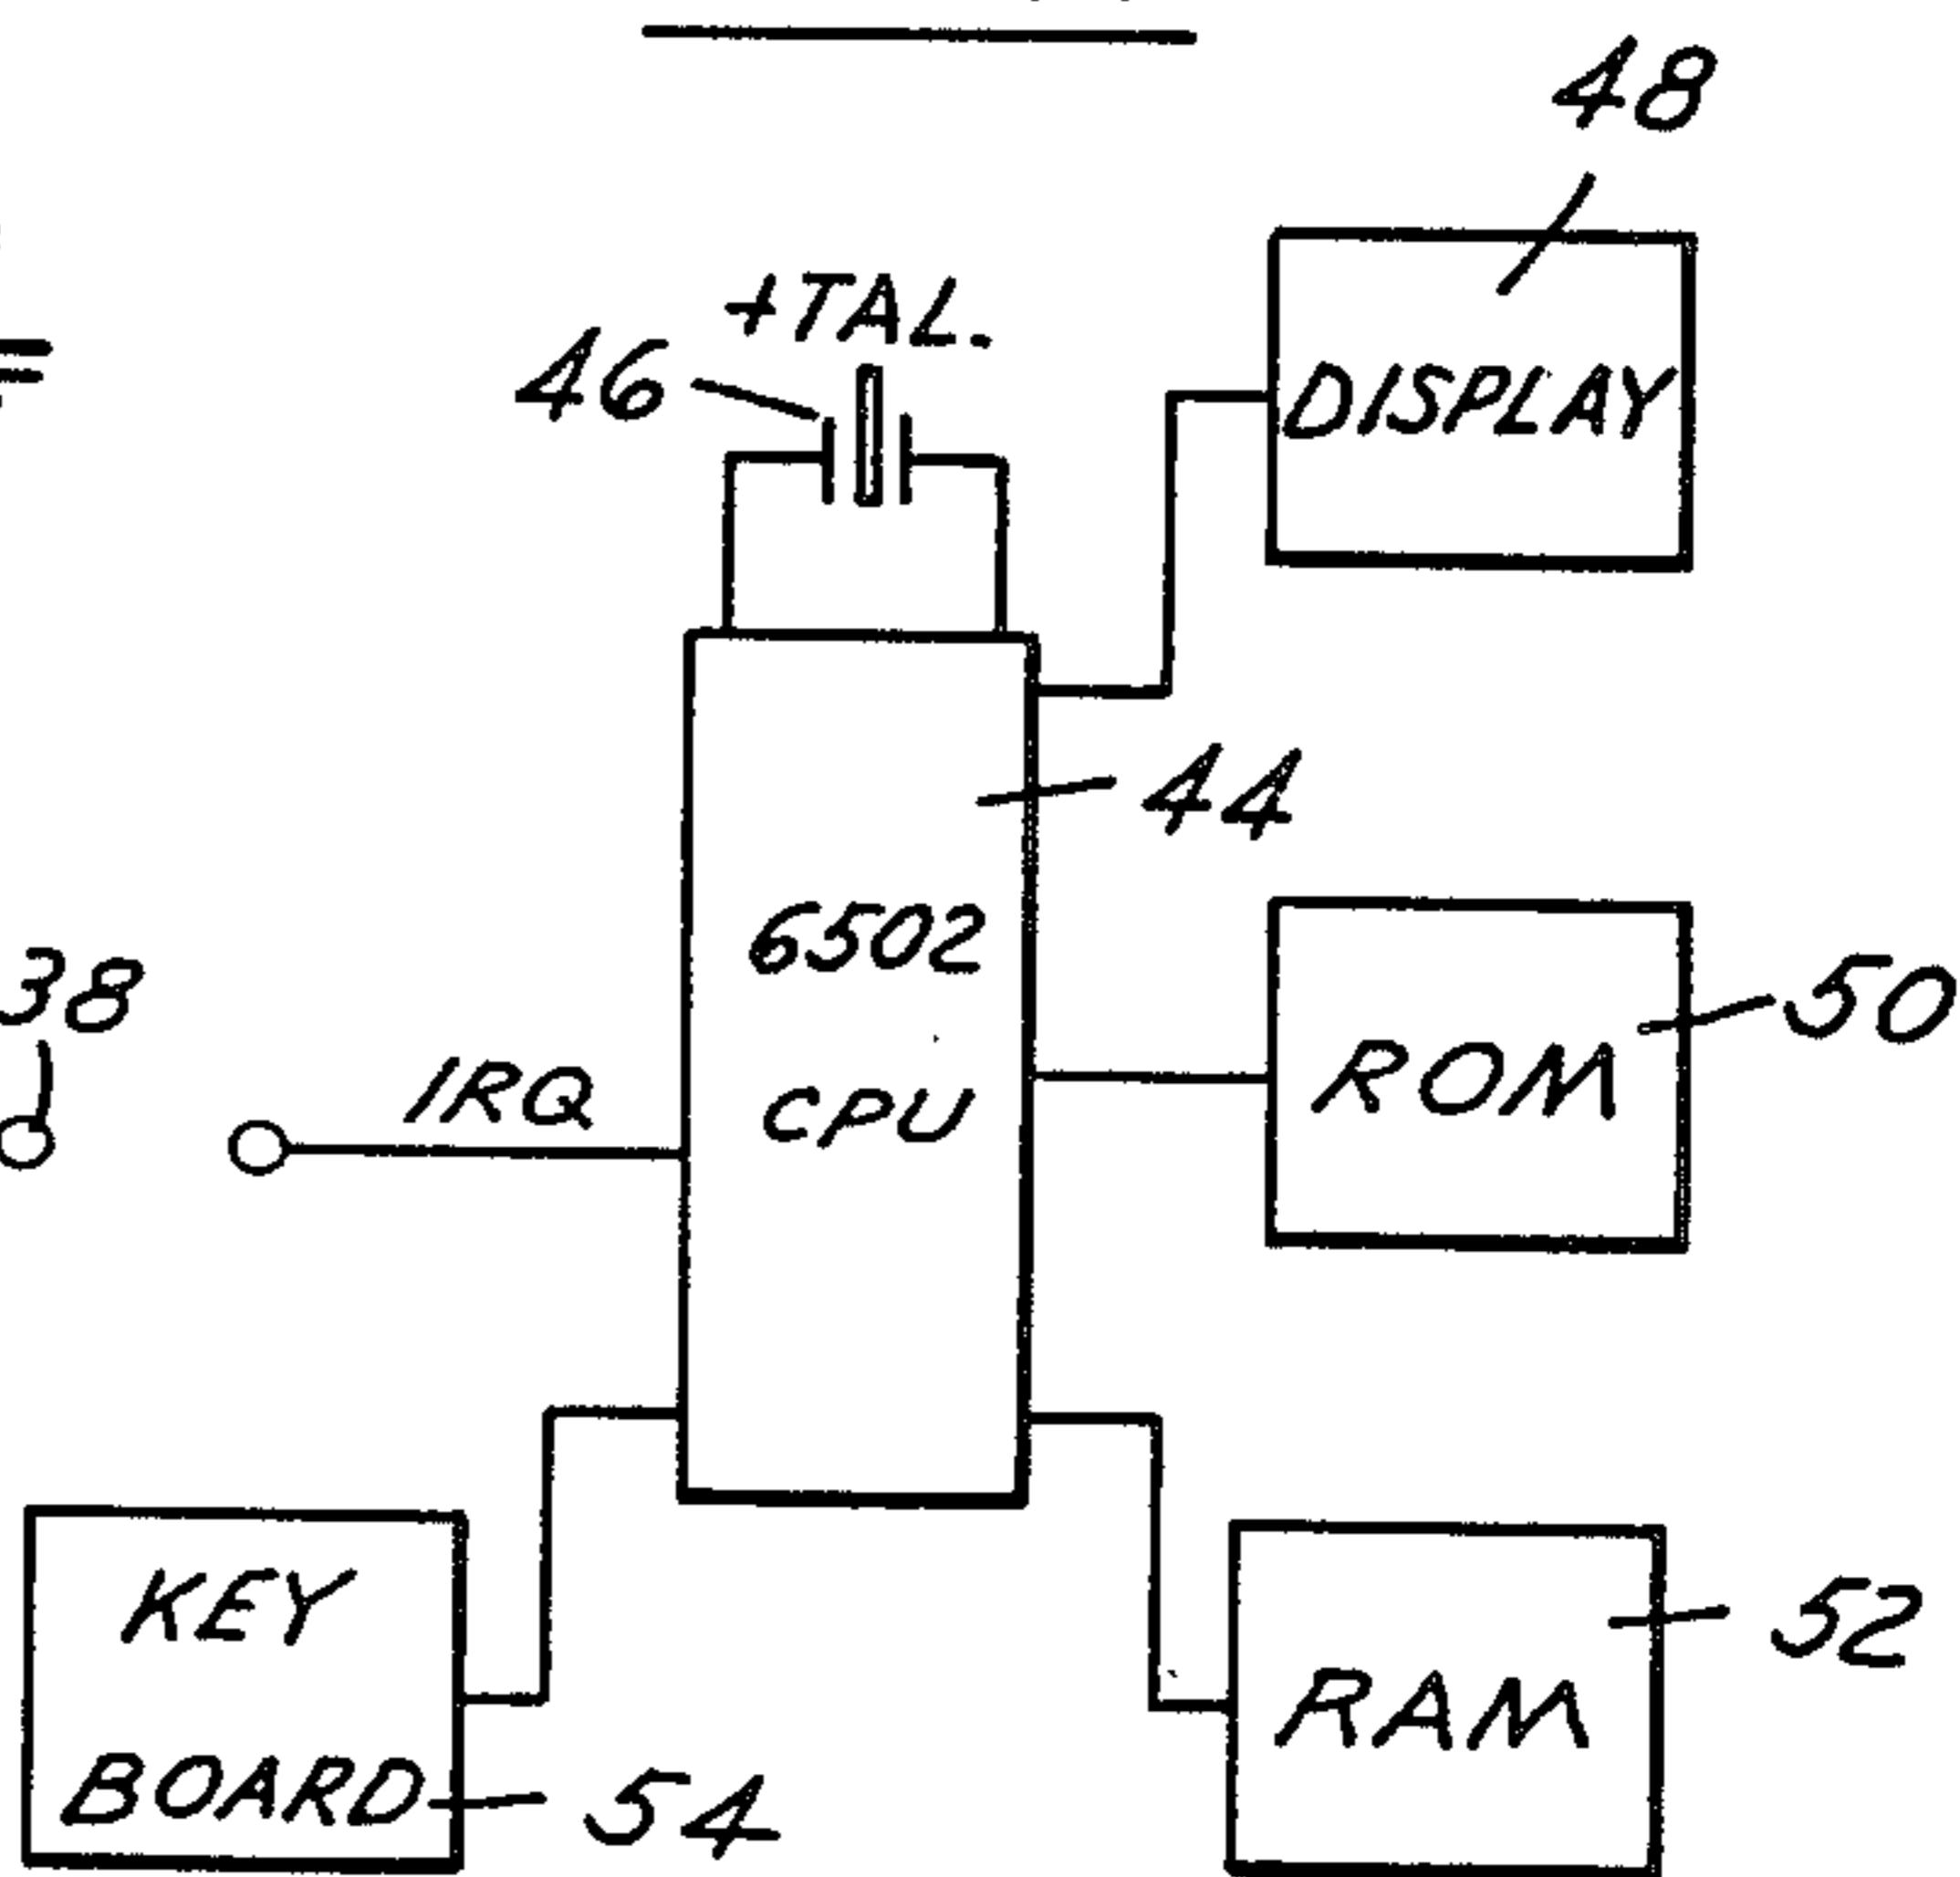 48
+TAL.
46
DISPLAY
44
6502
CPU
38
IRQ
50
ROM
KEY
BOARD
54
52
RAM